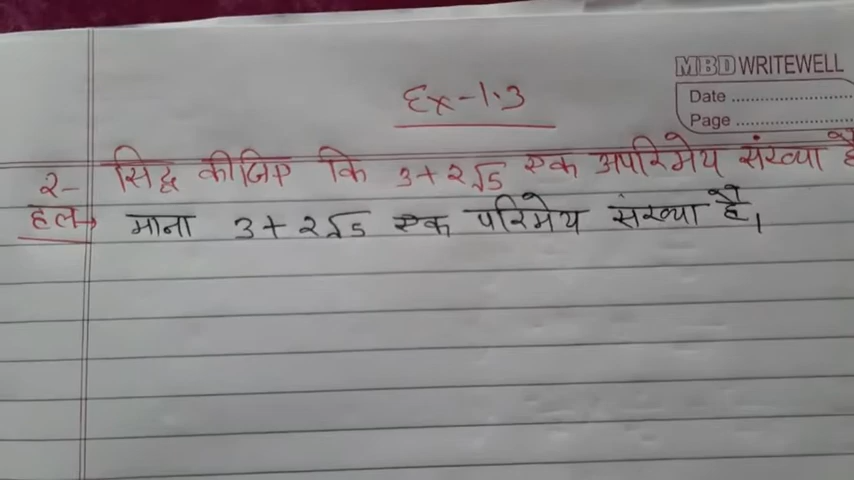 MBD WRITEWELL
Date
Page
Ex-1.3
2- सिद्ध कीजिए कि 3+2√5 एक अपरिमेय संख्या है
हल→ माना 3+2√5 एक परिमेय संख्या है।